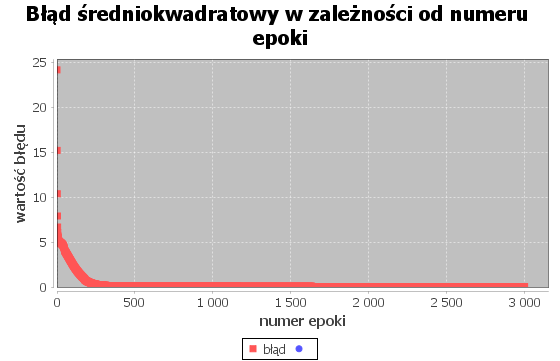 Błąd średniokwadratowy w zależności od numeru
epoki
wartość błędu
25
20
15
10
5
0
0 500 1 000 1 500 2 000 2 500 3 000
numer epoki
błąd